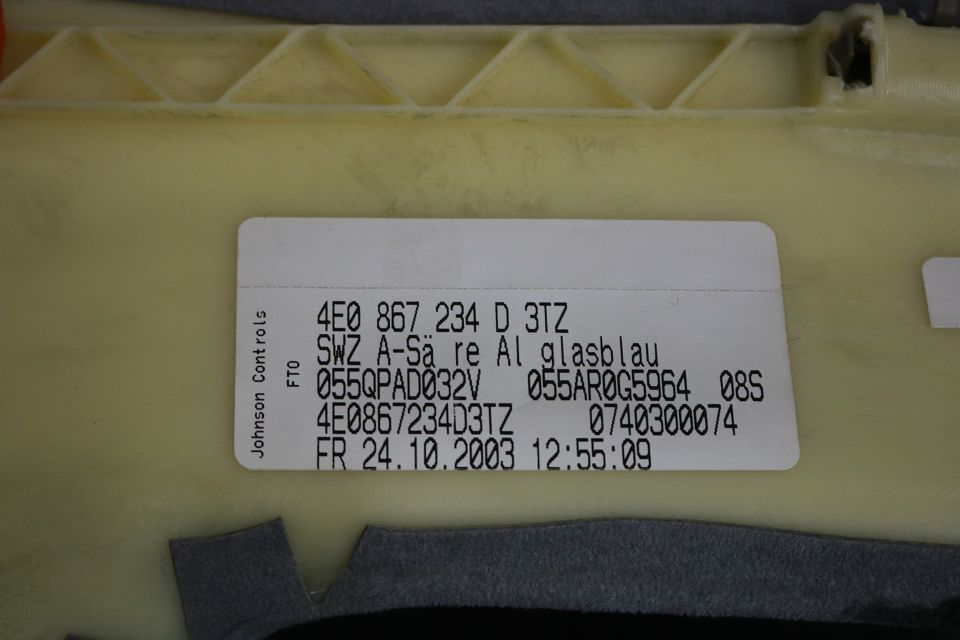 Johnson Controls
FTO
4E0 867 234 D 3TZ
SWZ A-Sä re Al glasblau
055QPAD032V 055AR0G5964 08S
4E0867234D3TZ 0740300074
FR 24.10.2003 12:55:09